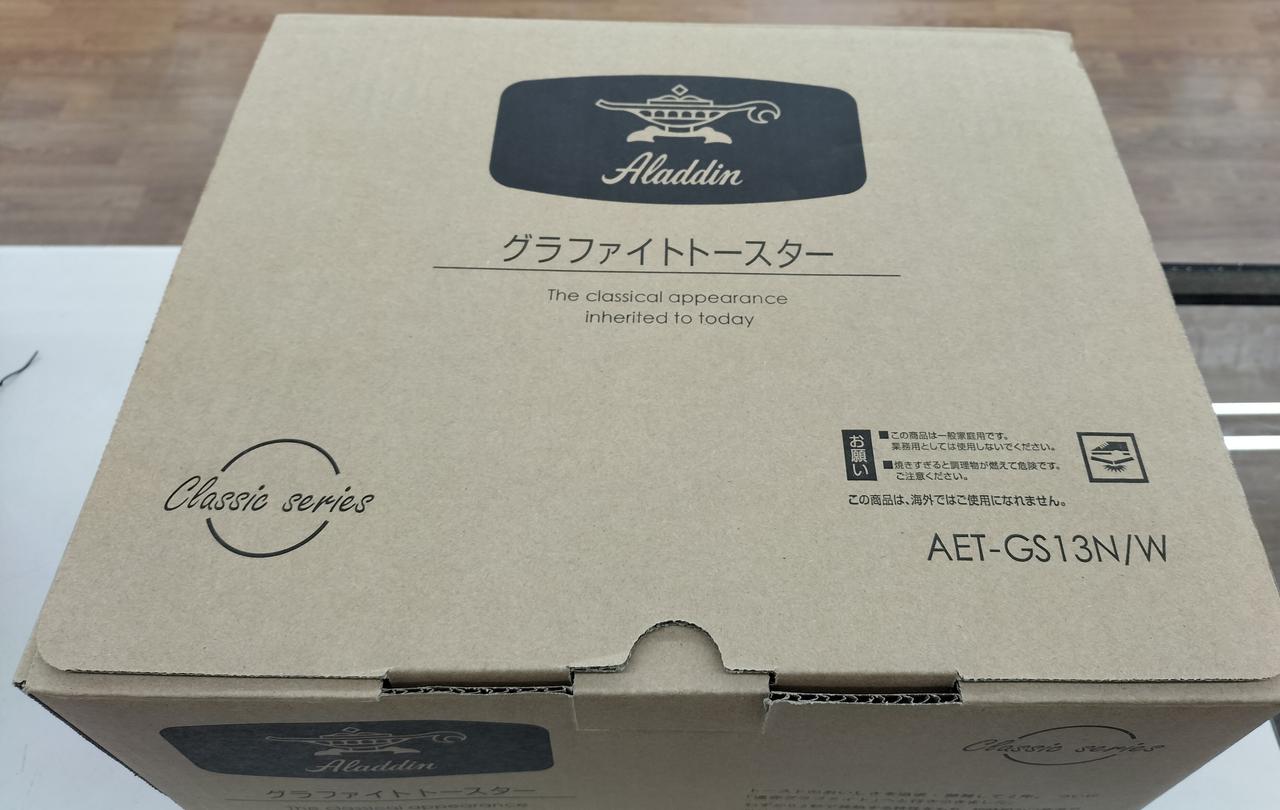 Aladdin
グラファイトトースター
The classical appearance
inherited to today
Classic series
お願い
■この商品は一般家庭用です。
業務用としては使用しないでください。
■焼きすぎると調理物が燃えて危険です。
ご注意ください。
この商品は、海外ではご使用になれません。
AET-GS13N/W
Aladdin
グラファイトトースター
The classical appearance
Classic series